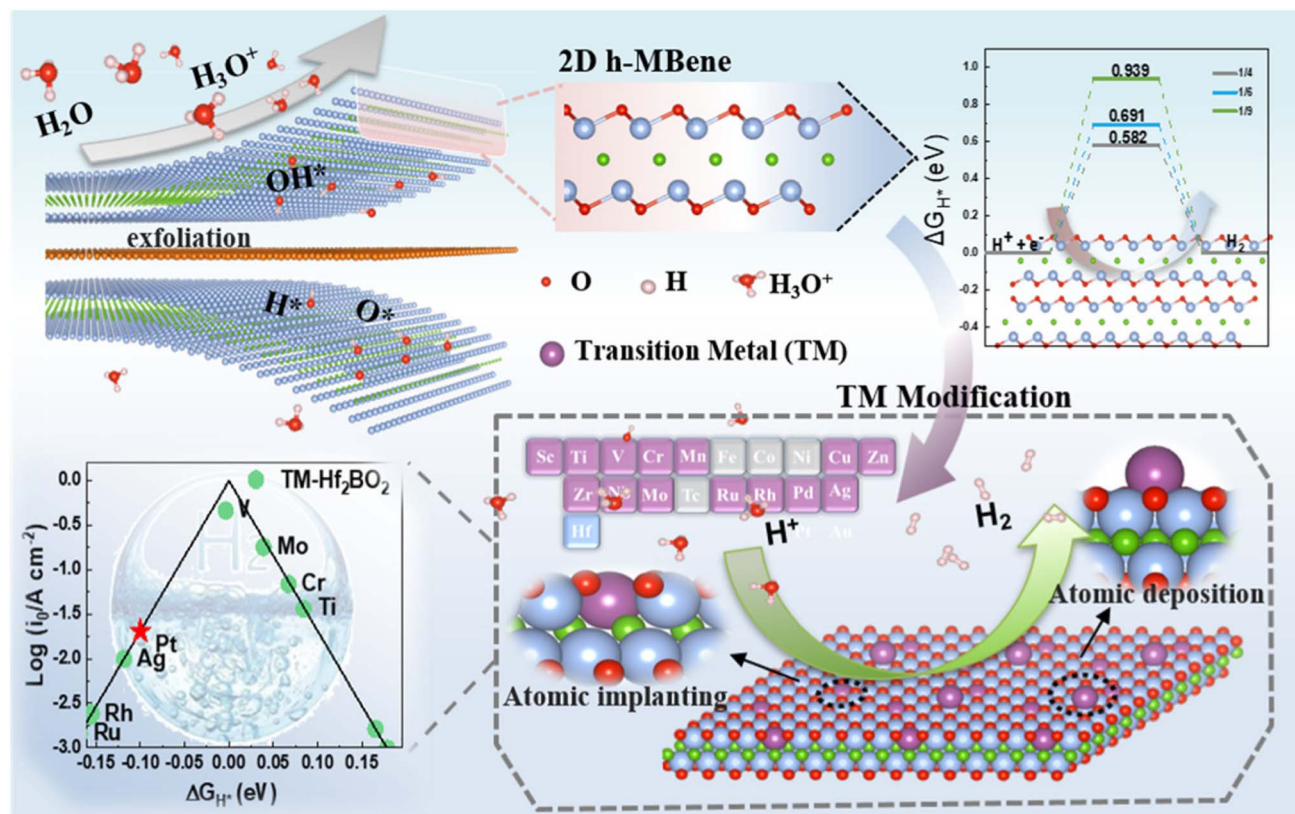 H₂O
H₃O⁺
OH*
exfoliation
H*
O*
2D h-MBene
O
H
H₃O⁺
Transition Metal (TM)
ΔG_H* (eV)
1.0
0.8
0.6
0.4
0.2
0.0
-0.2
-0.4
0.939
0.691
0.582
1/4
1/6
1/9
H⁺ + e⁻
H₂
TM Modification
Sc Ti V Cr Mn Fe Co Ni Cu Zn
Zr Nb Mo Tc Ru Rh Pd Ag
Hf Pt Au
H⁺
H₂
Atomic implanting
Atomic deposition
Log (i₀/A cm⁻²)
0.0
-0.5
-1.0
-1.5
-2.0
-2.5
-3.0
TM-Hf₂BO₂
V
H₂
Mo
Cr
Ti
Pt
Ag
Rh
Ru
-0.15 -0.10 0.00 0.05 0.10 0.15
ΔG_H* (eV)